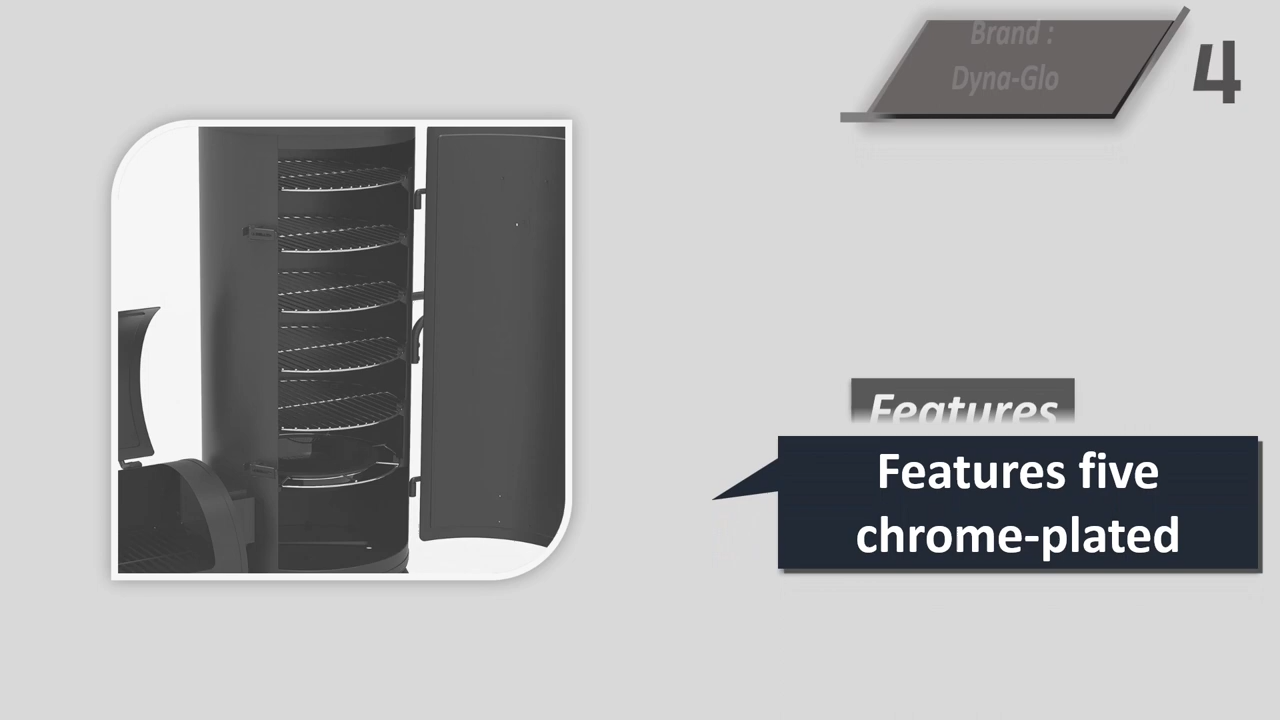 Brand :
Dyna-Glo
4
Features
Features five
chrome-plated